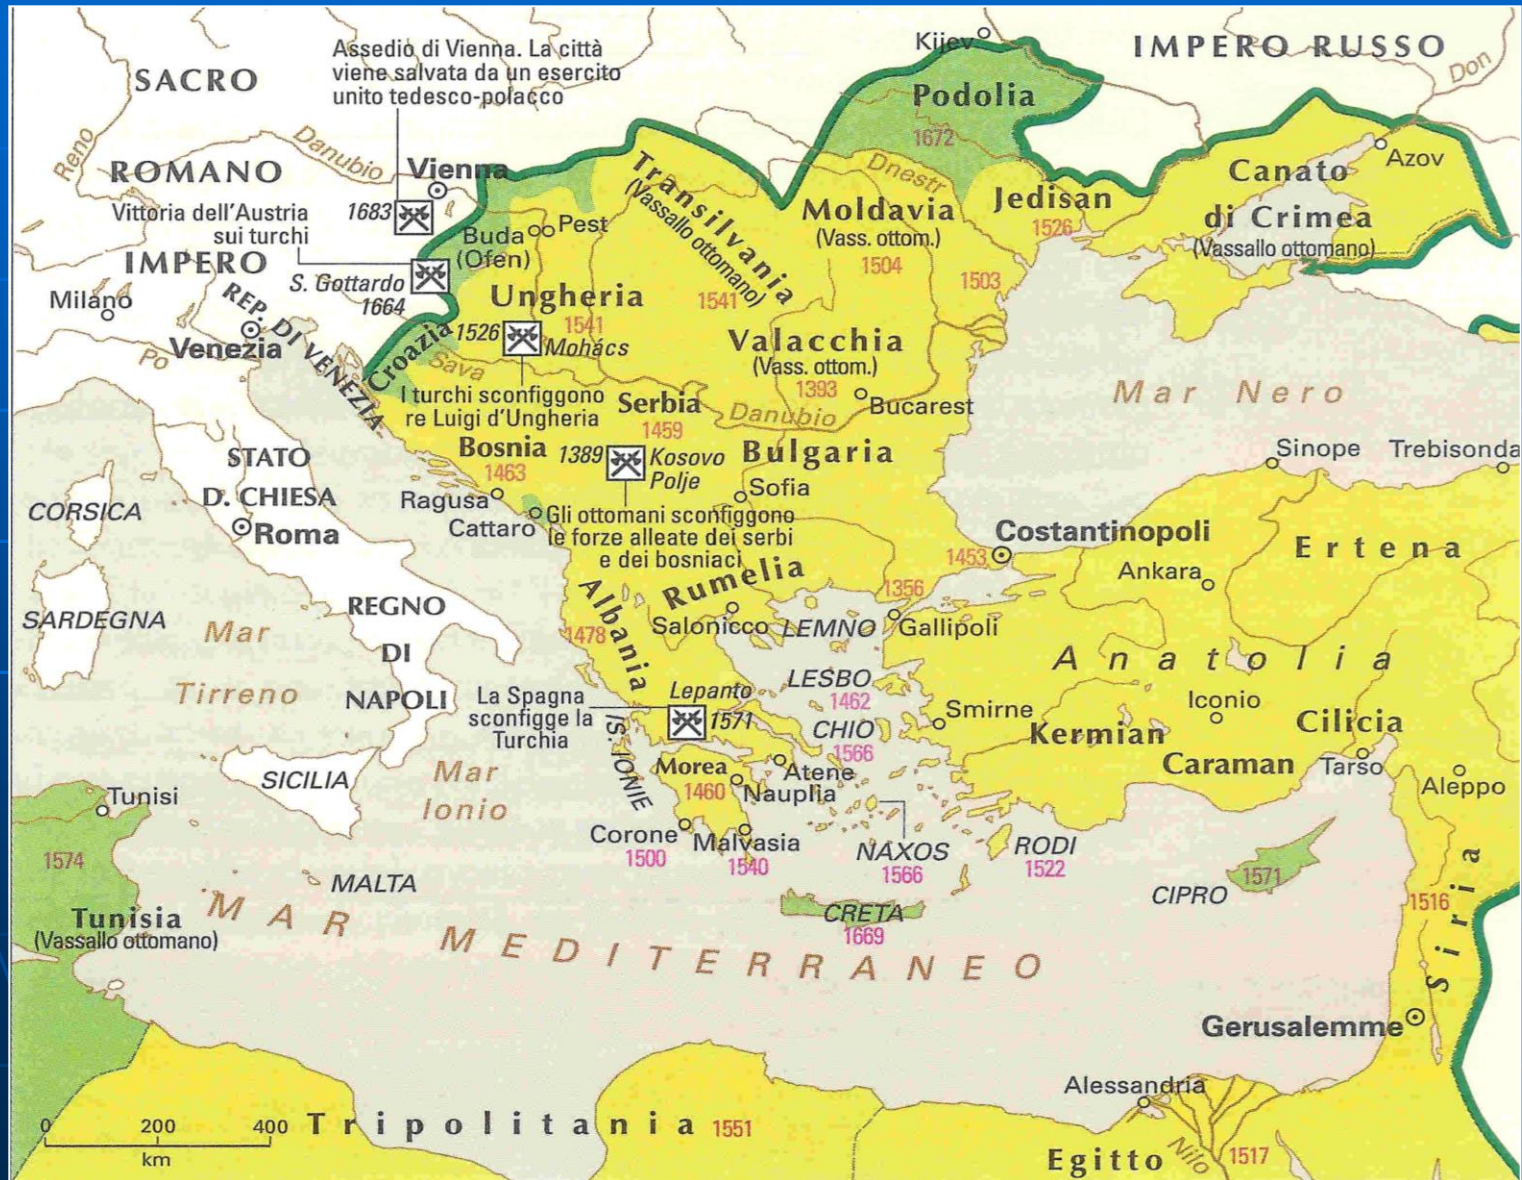 Assedio di Vienna. La città
viene salvata da un esercito
unito tedesco-polacco
Kijev
IMPERO RUSSO
Don
SACRO
Podolia
1672
Reno
Danubio
ROMANO
Vienna
1683
Vittoria dell'Austria
sui turchi
IMPERO
S. Gottardo
1664
Milano
Buda
(Ofen)
Pest
Transilvania
(Vassallo ottomano)
1541
Dnestr
Moldavia
(Vass. ottom.)
1504
1503
Jedisan
1526
Canato
di Crimea
(Vassallo ottomano)
Azov
Ungheria
1541
1526
Mohács
I turchi sconfiggono
re Luigi d'Ungheria
REP. DI VENEZIA
Venezia
Po
Croazia
Sava
Valacchia
(Vass. ottom.)
1393
Bucarest
Danubio
Mar Nero
Serbia
1459
Bosnia
1463
1389
Kosovo
Polje
Gli ottomani sconfiggono
le forze alleate dei serbi
e dei bosniaci
Bulgaria
Sofia
Sinope
Trebisonda
STATO
D. CHIESA
Roma
CORSICA
Ragusa
Cattaro
Costantinopoli
1453
Ankara
Ertena
SARDEGNA
Mar
Tirreno
REGNO
DI
NAPOLI
Albania
1478
Rumelia
Salonicco
LEMNO
1356
Gallipoli
Anatolia
LESBO
1462
Lepanto
1571
La Spagna
sconfigge la
Turchia
CHIO
1566
Smirne
Iconio
Kermian
Cilicia
Caraman
Tarso
Aleppo
SICILIA
Mar
Ionio
IS. IONIE
Morea
1460
Atene
Nauplia
Tunisi
1574
Corone
1500
Malvasia
1540
NAXOS
1566
RODI
1522
CIPRO
1571
MALTA
Tunisia
(Vassallo ottomano)
CRETA
1669
MAR MEDITERRANEO
1516
Siria
Gerusalemme
Alessandria
0 200 400
km
Tripolitania 1551
Egitto
Nilo
1517